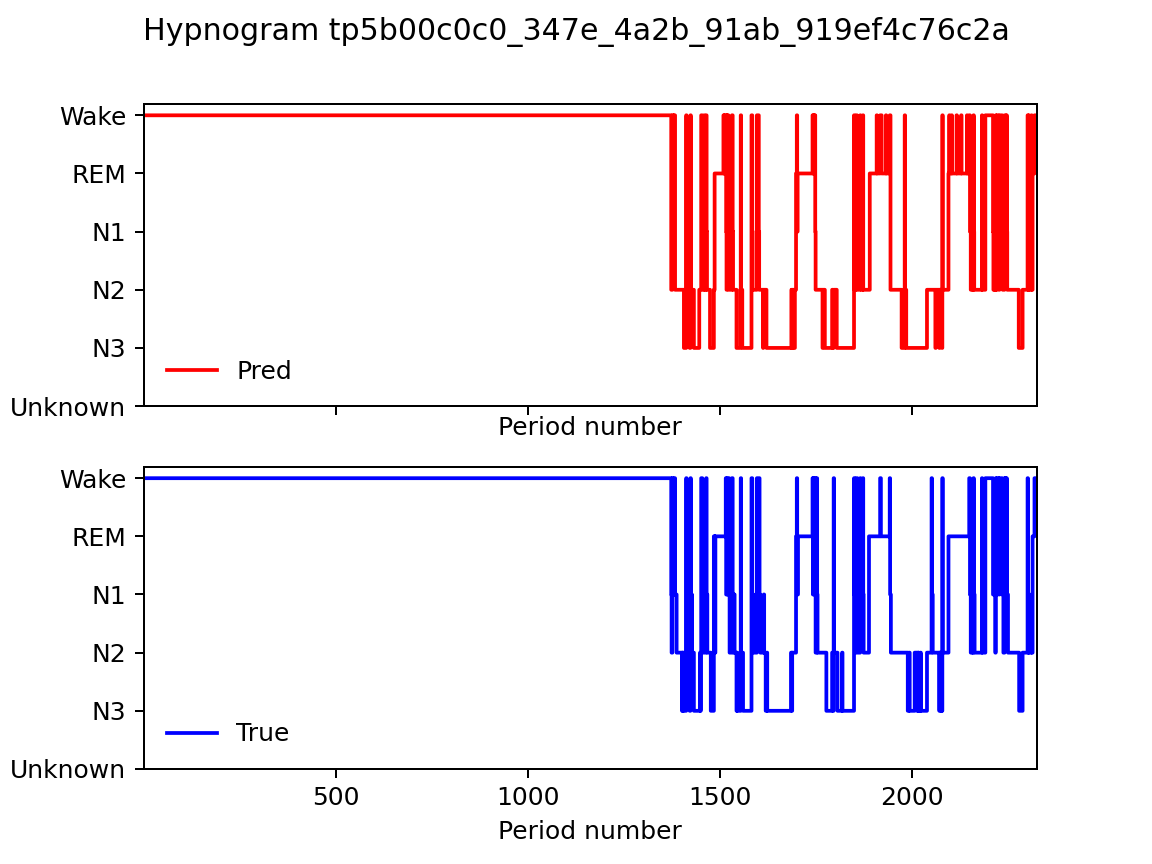 Hypnogram tp5b00c0c0_347e_4a2b_91ab_919ef4c76c2a
Wake
REM
N1
N2
N3
Unknown
Pred
Period number
Wake
REM
N1
N2
N3
Unknown
True
500 1000 1500 2000
Period number